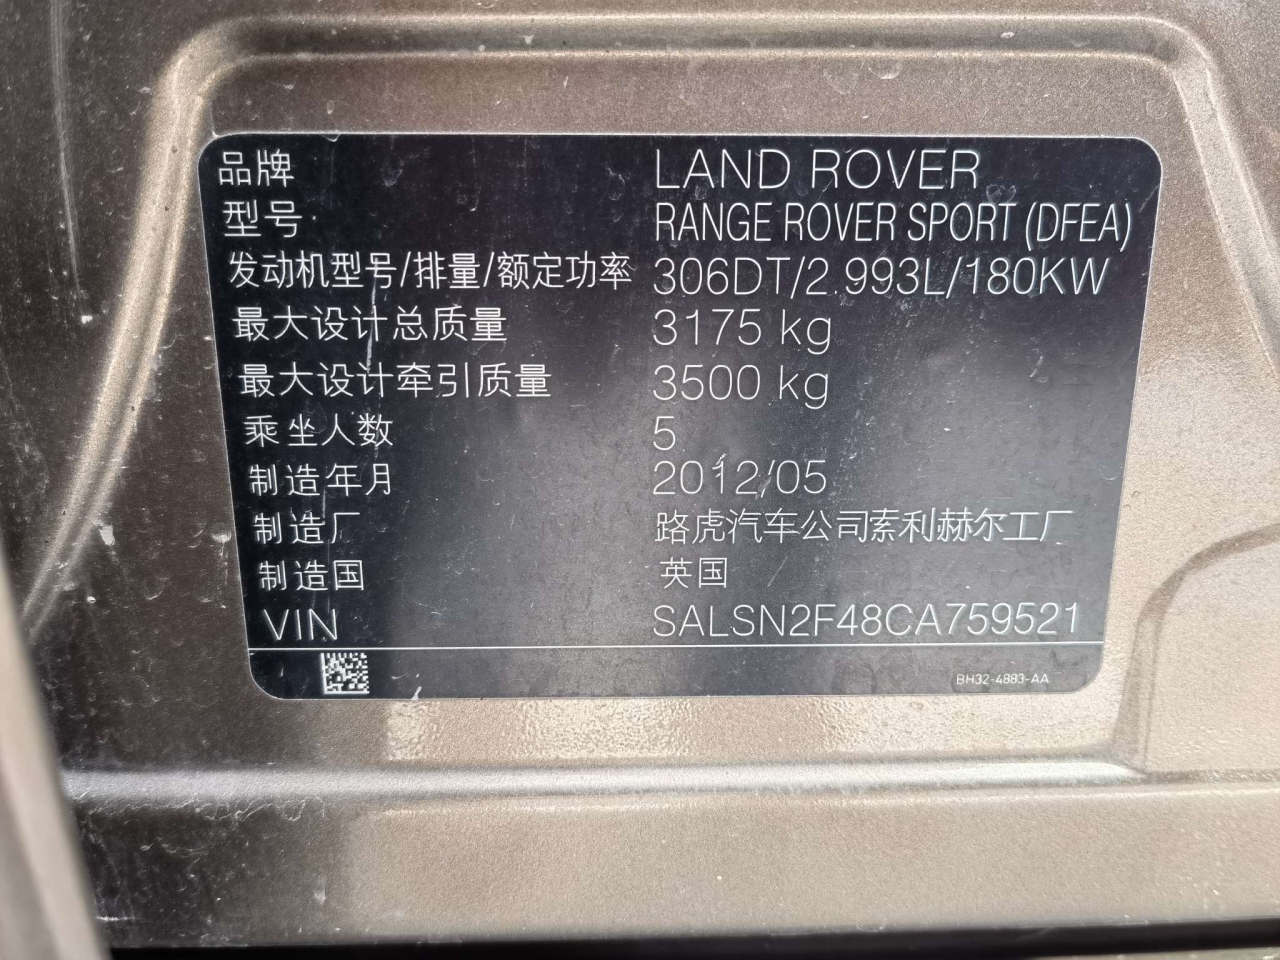 品牌 LAND ROVER
型号 RANGE ROVER SPORT (DFEA)
发动机型号/排量/额定功率 306DT/2.993L/180KW
最大设计总质量 3175 kg
最大设计牵引质量 3500 kg
乘坐人数 5
制造年月 2012/05
制造厂 路虎汽车公司索利赫尔工厂
制造国 英国
VIN SALSN2F48CA759521
BH32-4883-AA